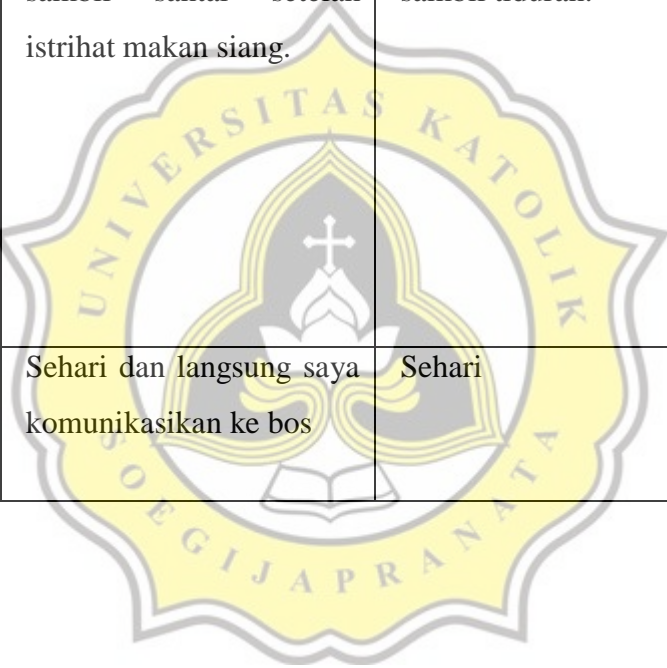 istrihat makan siang.
Sehari dan langsung saya
komunikasikan ke bos
Sehari
UNIVERSITAS KATOLIK
SOEGIJAPRANATA